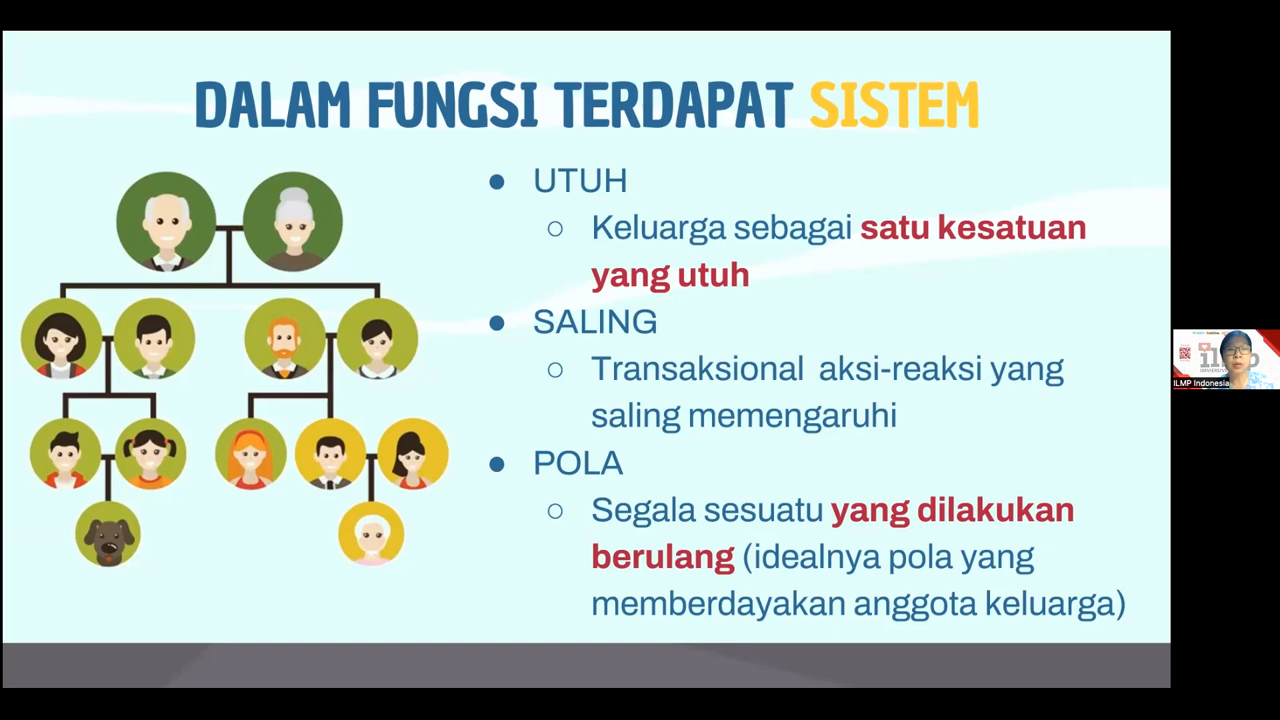 DALAM FUNGSI TERDAPAT SISTEM
● UTUH
○ Keluarga sebagai satu kesatuan
yang utuh
● SALING
○ Transaksional aksi-reaksi yang
saling memengaruhi
● POLA
○ Segala sesuatu yang dilakukan
berulang (idealnya pola yang
memberdayakan anggota keluarga)
ILMP Indonesia